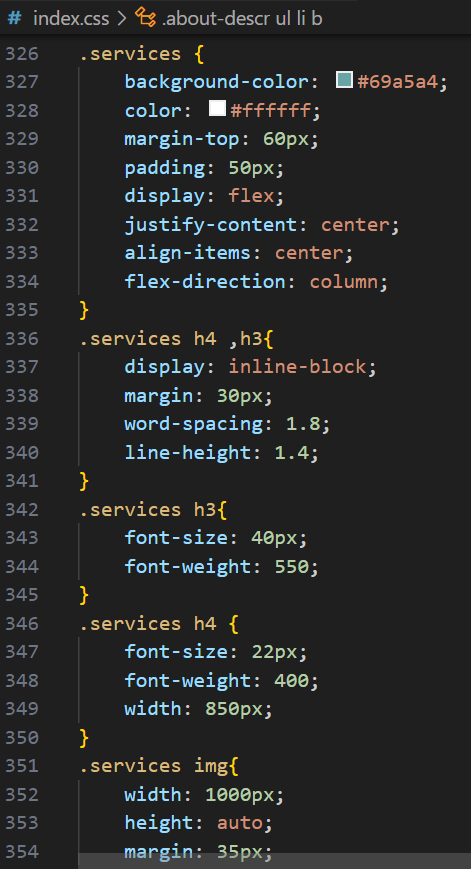 # index.css > .about-descr ul li b
326 .services {
327 background-color: #69a5a4;
328 color: #ffffff;
329 margin-top: 60px;
330 padding: 50px;
331 display: flex;
332 justify-content: center;
333 align-items: center;
334 flex-direction: column;
335 }
336 .services h4 ,h3{
337 display: inline-block;
338 margin: 30px;
339 word-spacing: 1.8;
340 line-height: 1.4;
341 }
342 .services h3{
343 font-size: 40px;
344 font-weight: 550;
345 }
346 .services h4 {
347 font-size: 22px;
348 font-weight: 400;
349 width: 850px;
350 }
351 .services img{
352 width: 1000px;
353 height: auto;
354 margin: 35px;